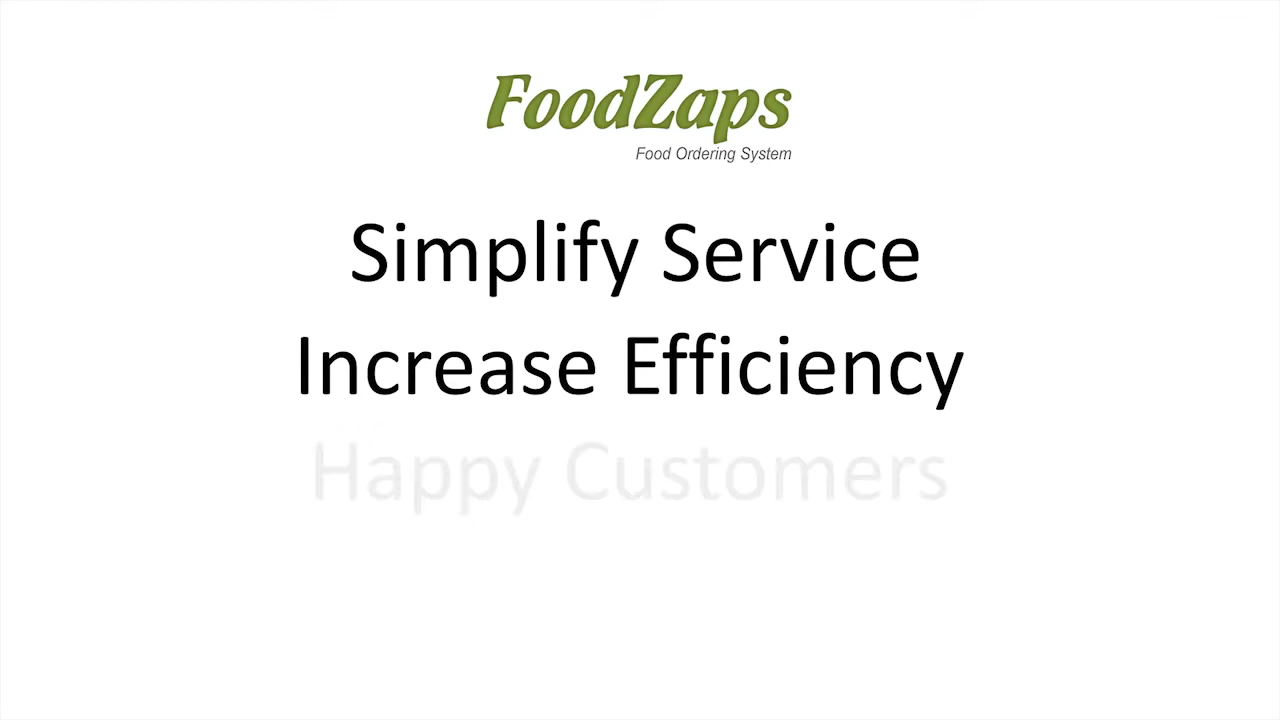 FoodZaps
Food Ordering System
Simplify Service
Increase Efficiency
Happy Customers